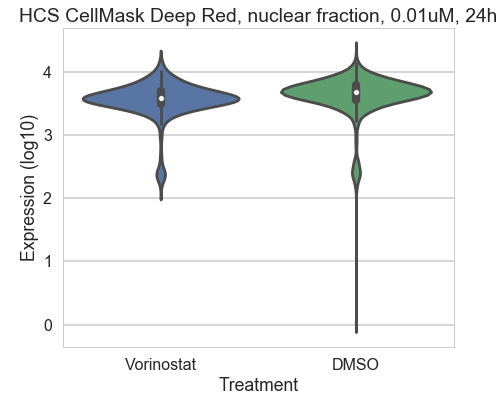 HCS CellMask Deep Red, nuclear fraction, 0.01uM, 24h
4
3
2
1
0
Expression (log10)
Vorinostat
DMSO
Treatment